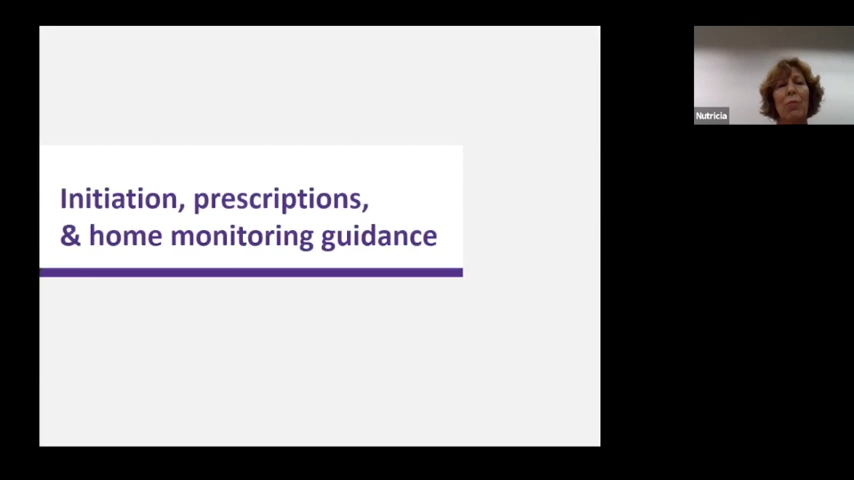 Initiation, prescriptions,
& home monitoring guidance
Nutricia